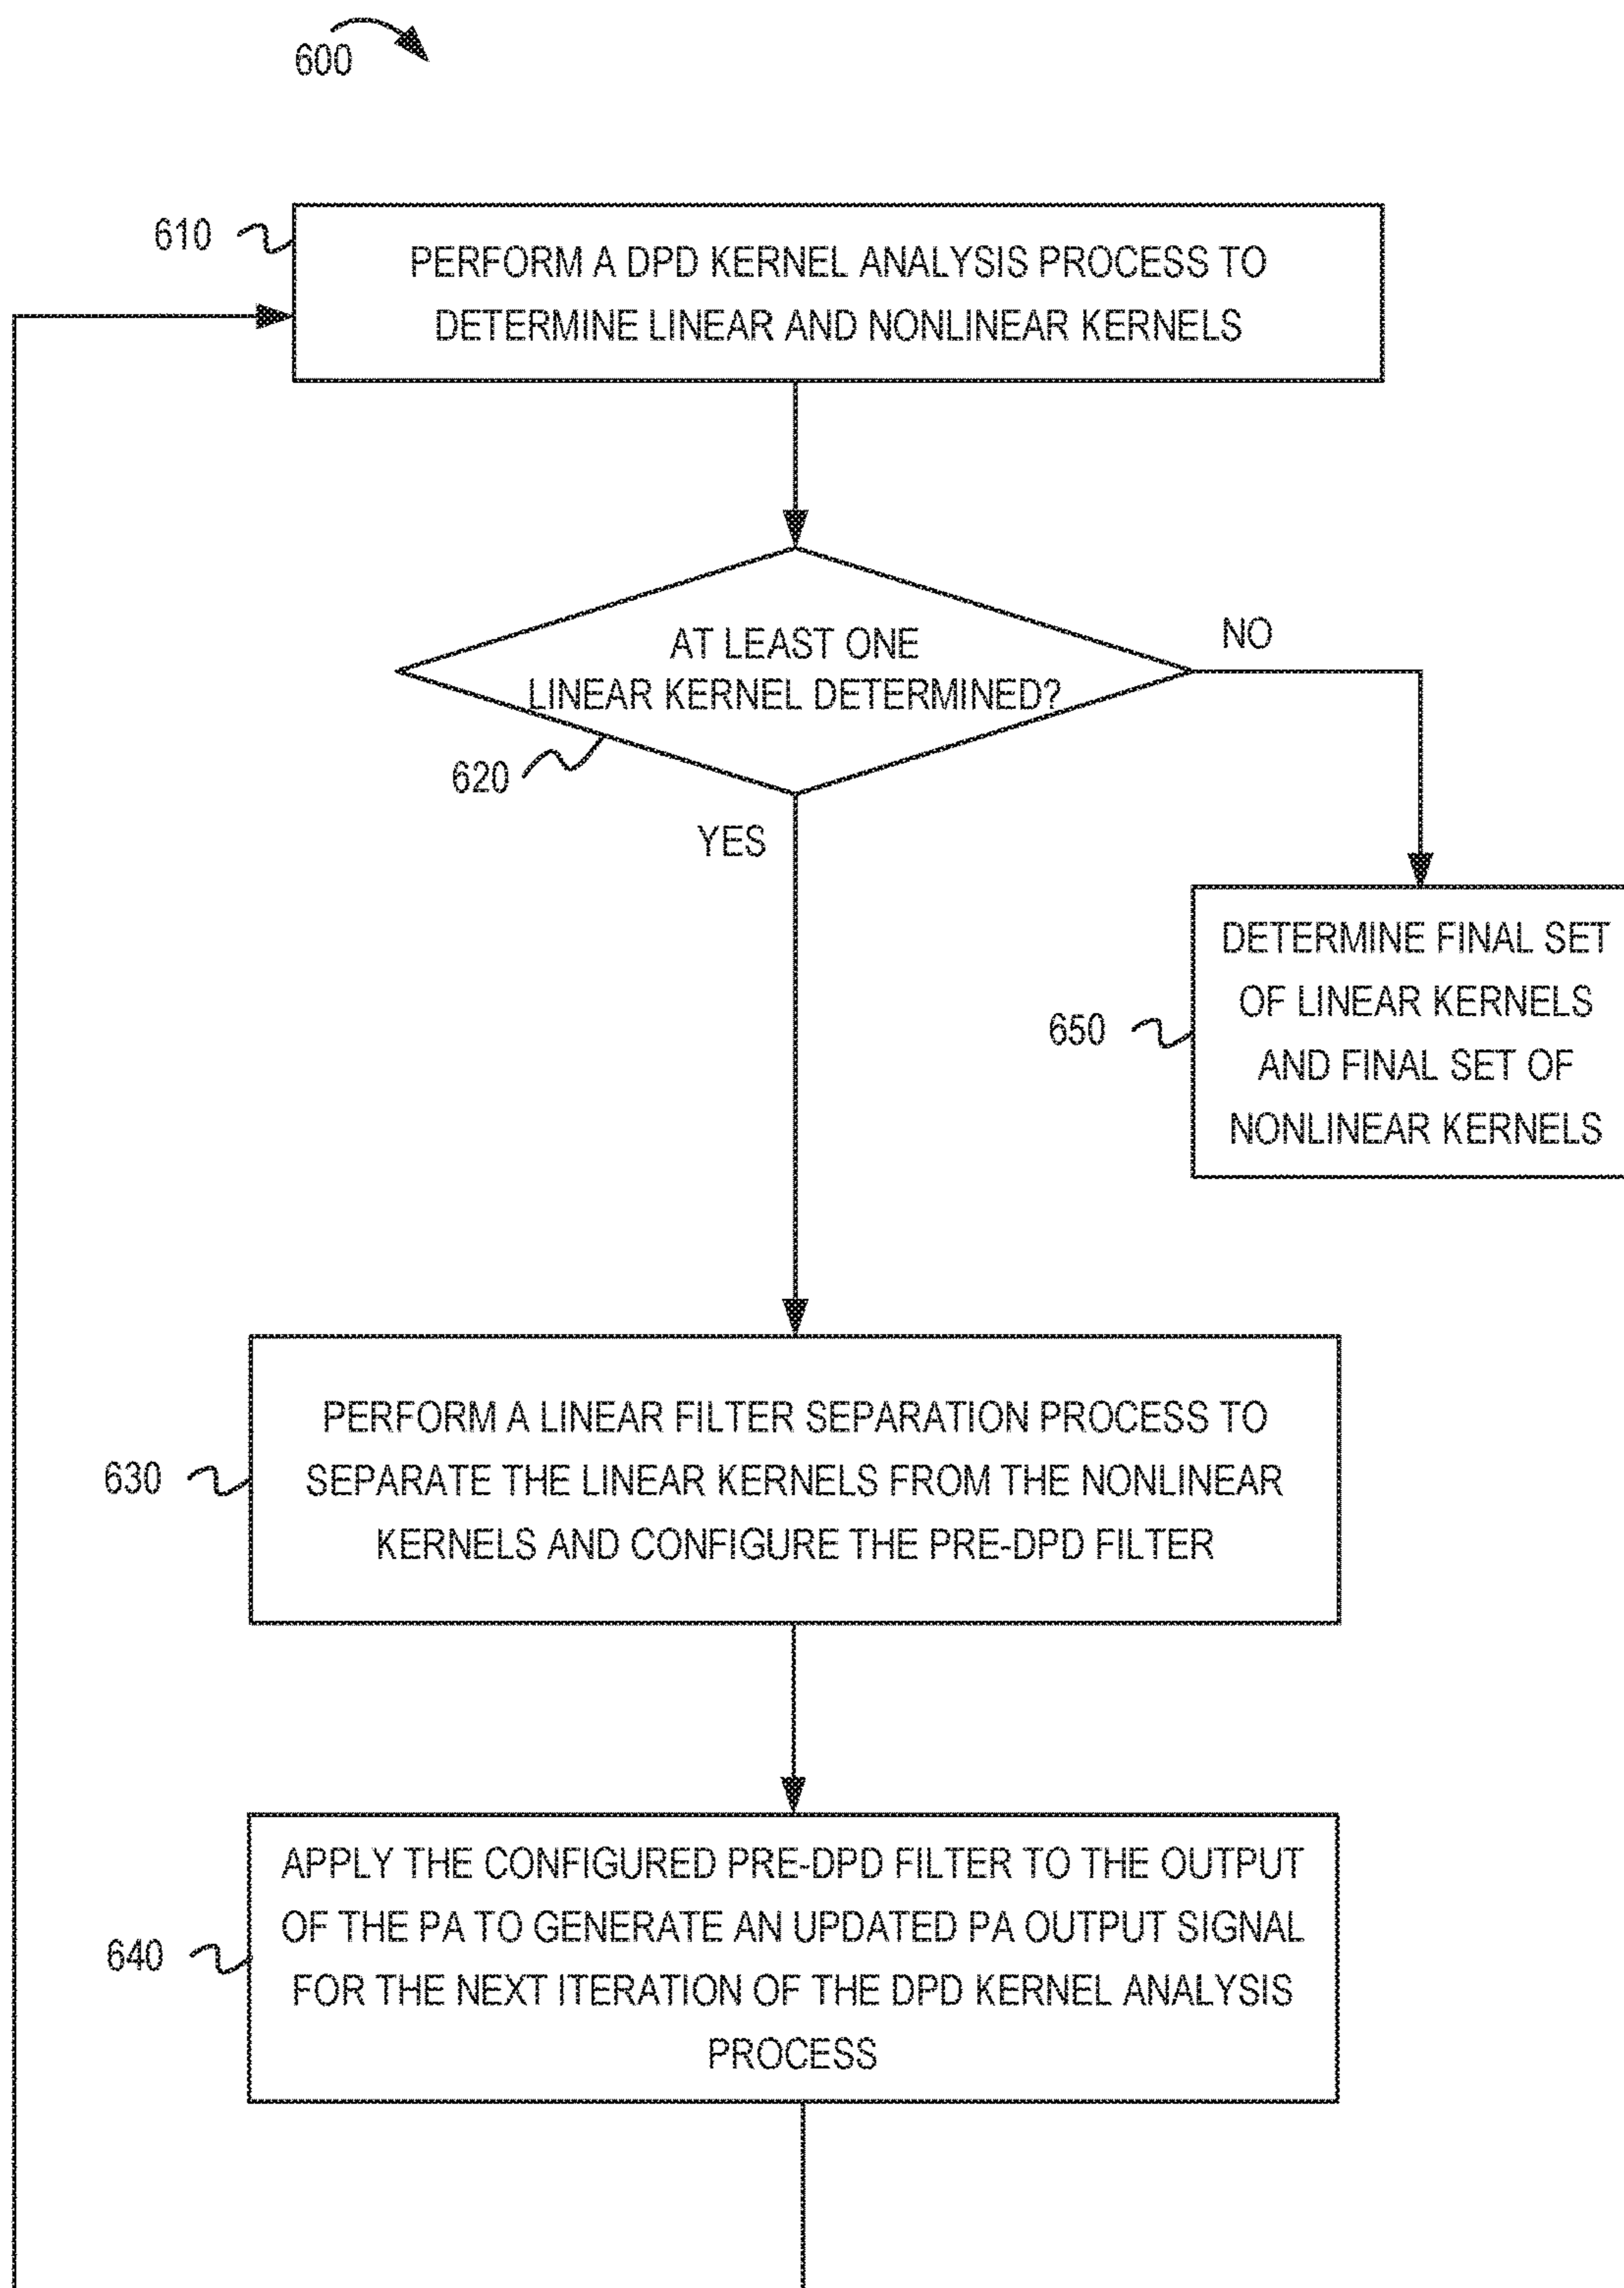 600
610
PERFORM A DPD KERNEL ANALYSIS PROCESS TO
DETERMINE LINEAR AND NONLINEAR KERNELS
AT LEAST ONE
LINEAR KERNEL DETERMINED?
NO
620
YES
DETERMINE FINAL SET
OF LINEAR KERNELS
AND FINAL SET OF
NONLINEAR KERNELS
650
PERFORM A LINEAR FILTER SEPARATION PROCESS TO
SEPARATE THE LINEAR KERNELS FROM THE NONLINEAR
KERNELS AND CONFIGURE THE PRE-DPD FILTER
630
APPLY THE CONFIGURED PRE-DPD FILTER TO THE OUTPUT
OF THE PA TO GENERATE AN UPDATED PA OUTPUT SIGNAL
FOR THE NEXT ITERATION OF THE DPD KERNEL ANALYSIS
PROCESS
640